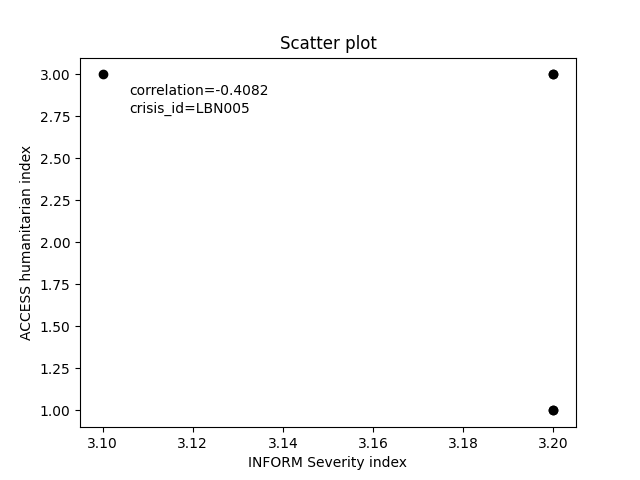 Scatter plot
correlation=-0.4082
crisis_id=LBN005
3.00
2.75
2.50
2.25
2.00
1.75
1.50
1.25
1.00
ACCESS humanitarian index
3.10 3.12 3.14 3.16 3.18 3.20
INFORM Severity index